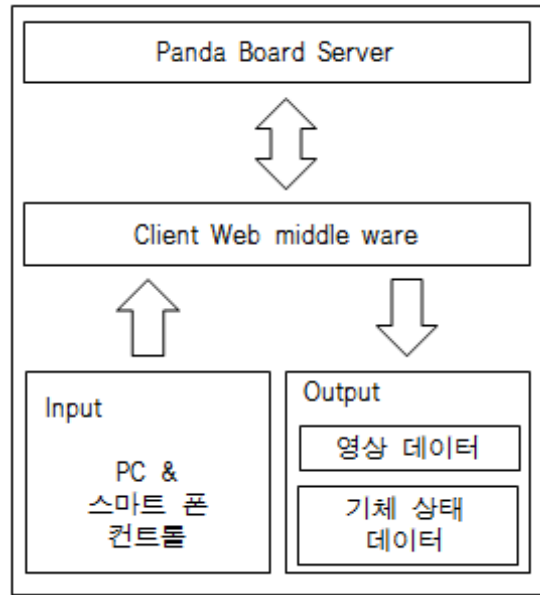 Panda Board Server
Client Web middle ware
Input
PC &
스마트 폰
컨트롤
Output
영상 데이터
기체 상태
데이터